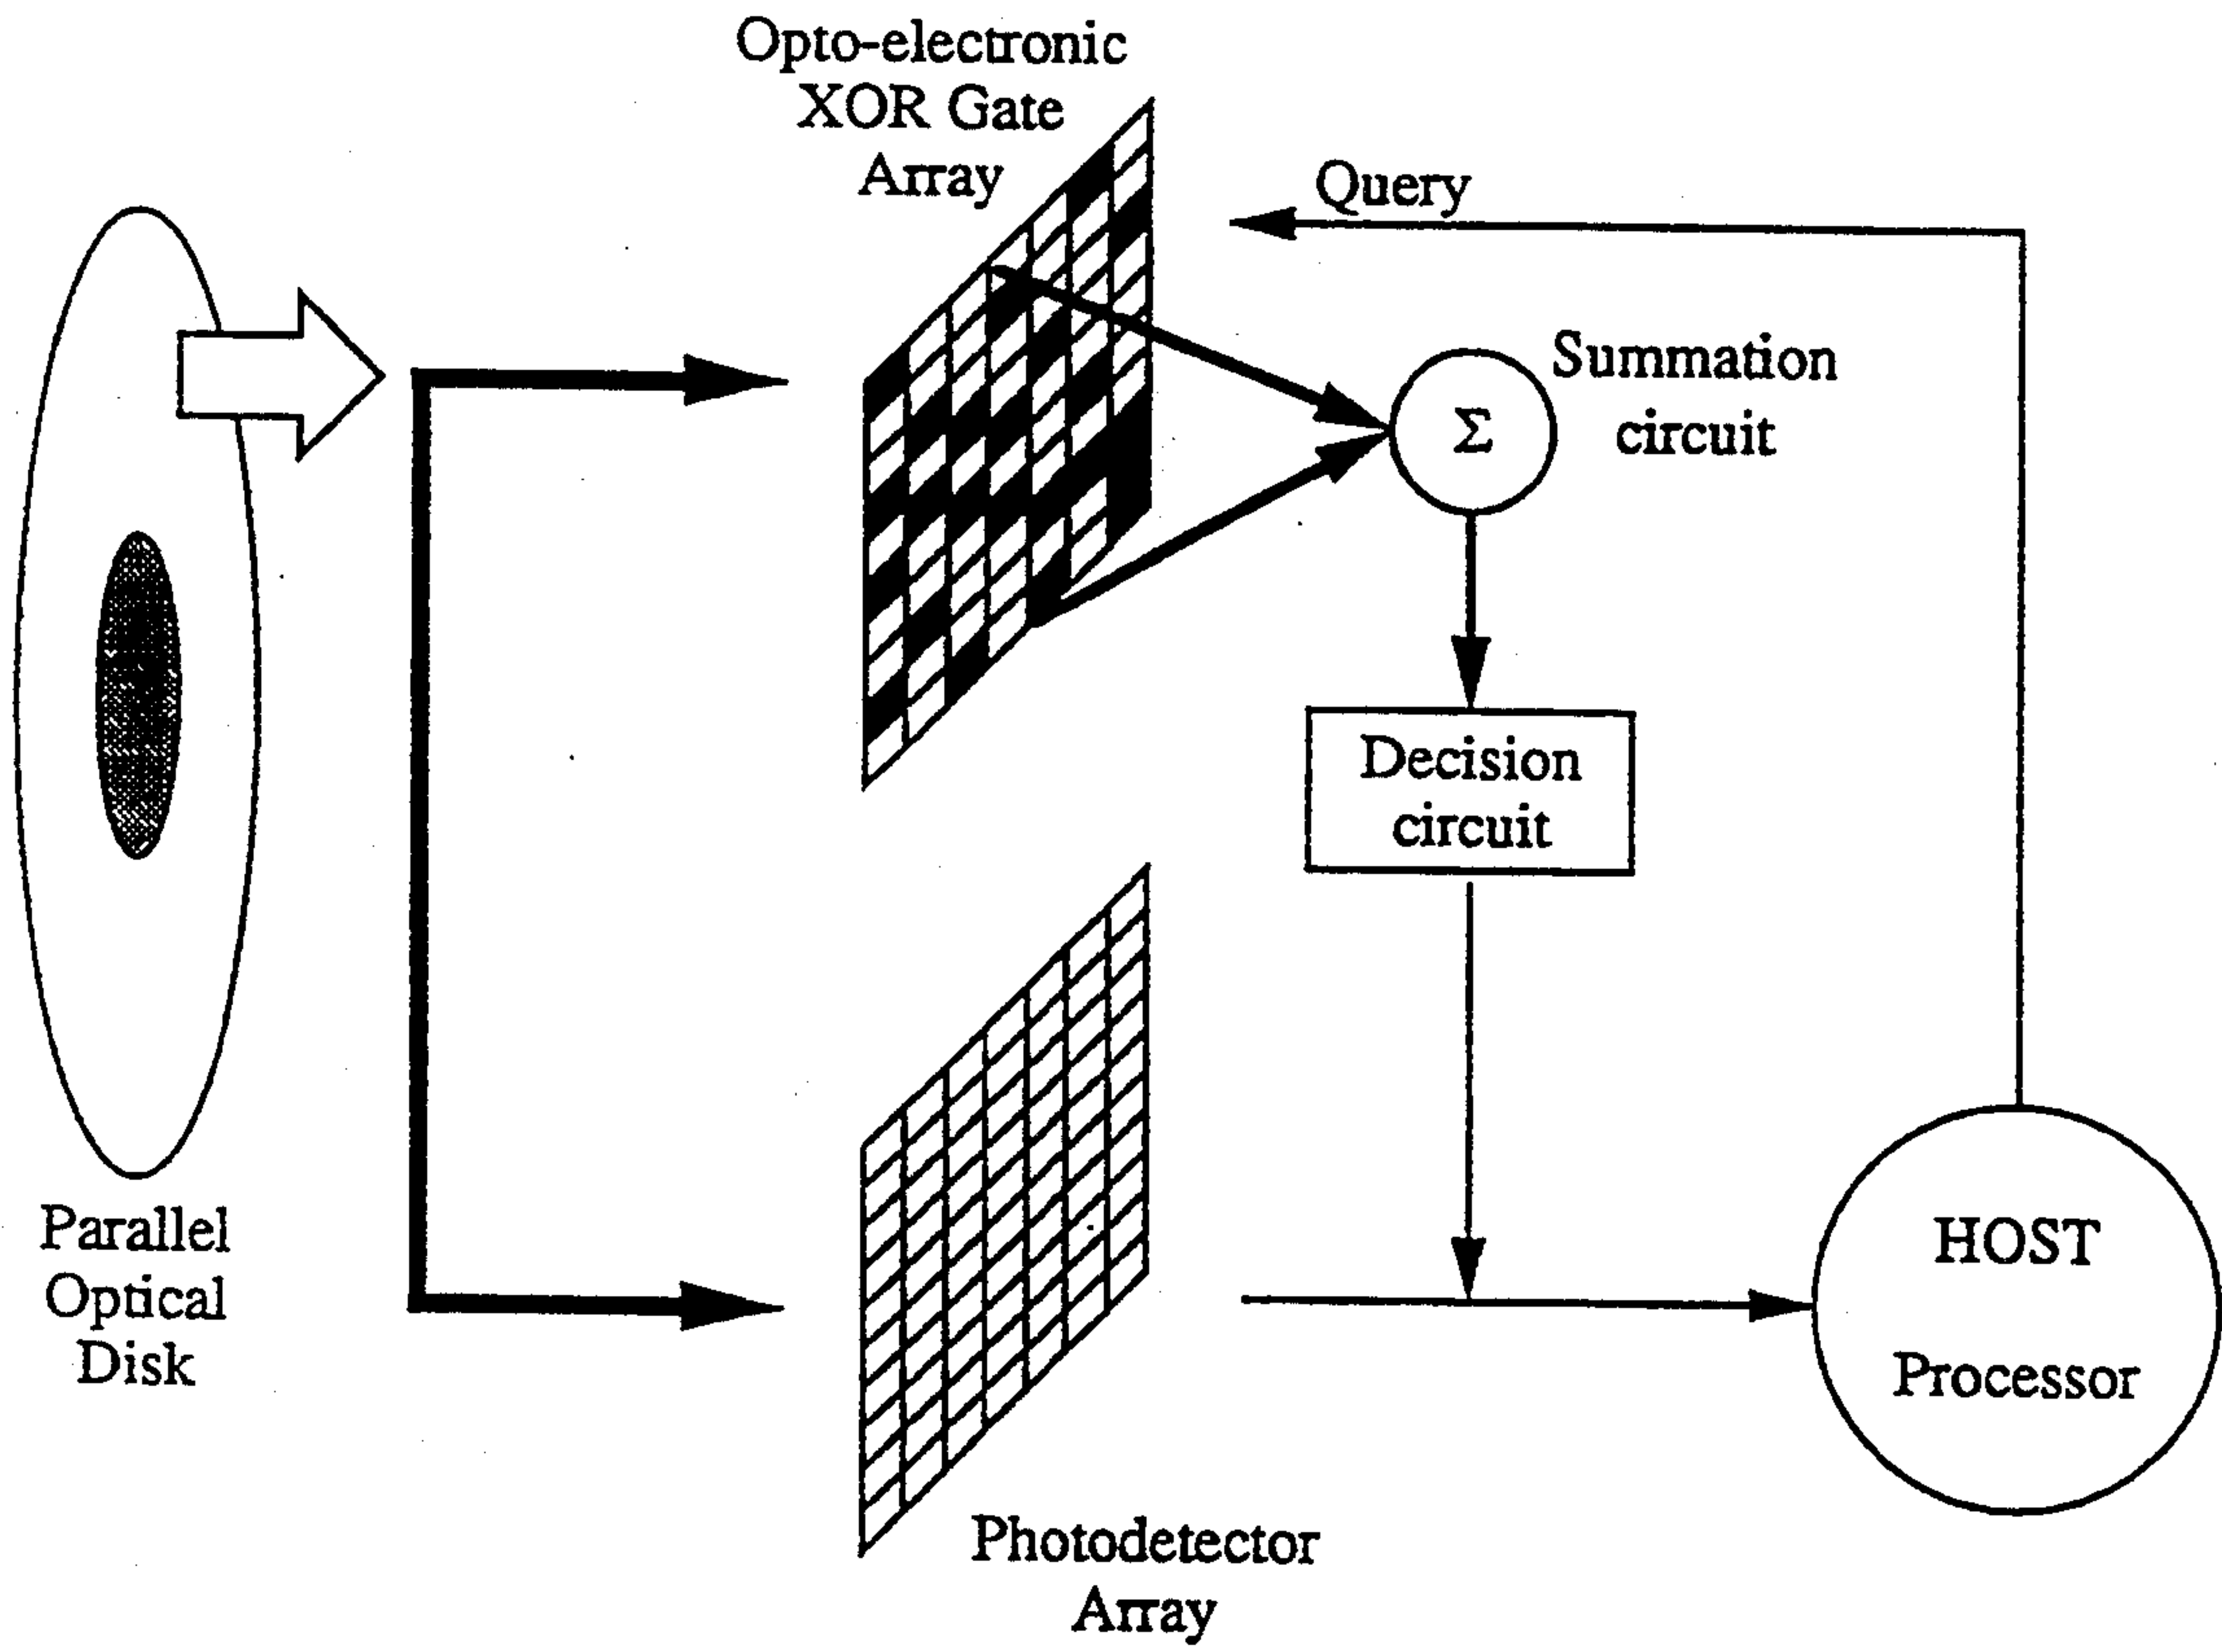 Opto-electronic
XOR Gate
Array
Query
Summation
circuit
Σ
Decision
circuit
Parallel
Optical
Disk
HOST
Processor
Photodetector
Array